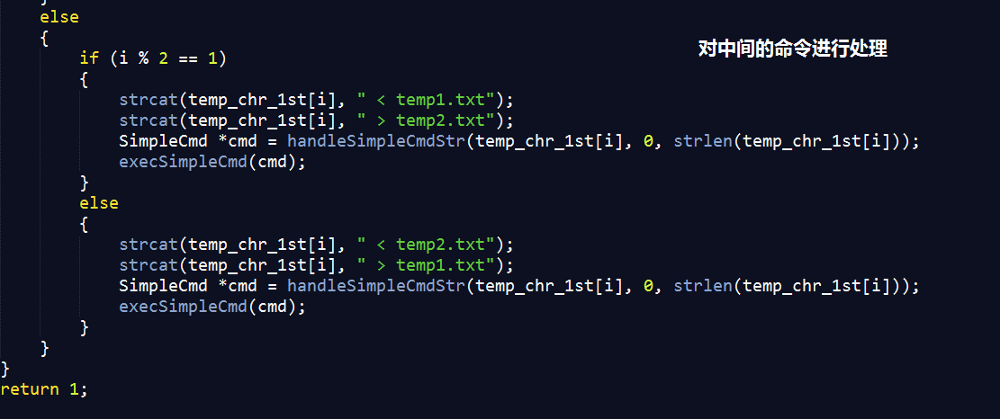 }
else
{
对中间的命令进行处理
if (i % 2 == 1)
{
strcat(temp_chr_1st[i], " < temp1.txt");
strcat(temp_chr_1st[i], " > temp2.txt");
SimpleCmd *cmd = handleSimpleCmdStr(temp_chr_1st[i], 0, strlen(temp_chr_1st[i]));
execSimpleCmd(cmd);
}
else
{
strcat(temp_chr_1st[i], " < temp2.txt");
strcat(temp_chr_1st[i], " > temp1.txt");
SimpleCmd *cmd = handleSimpleCmdStr(temp_chr_1st[i], 0, strlen(temp_chr_1st[i]));
execSimpleCmd(cmd);
}
}
}
return 1;